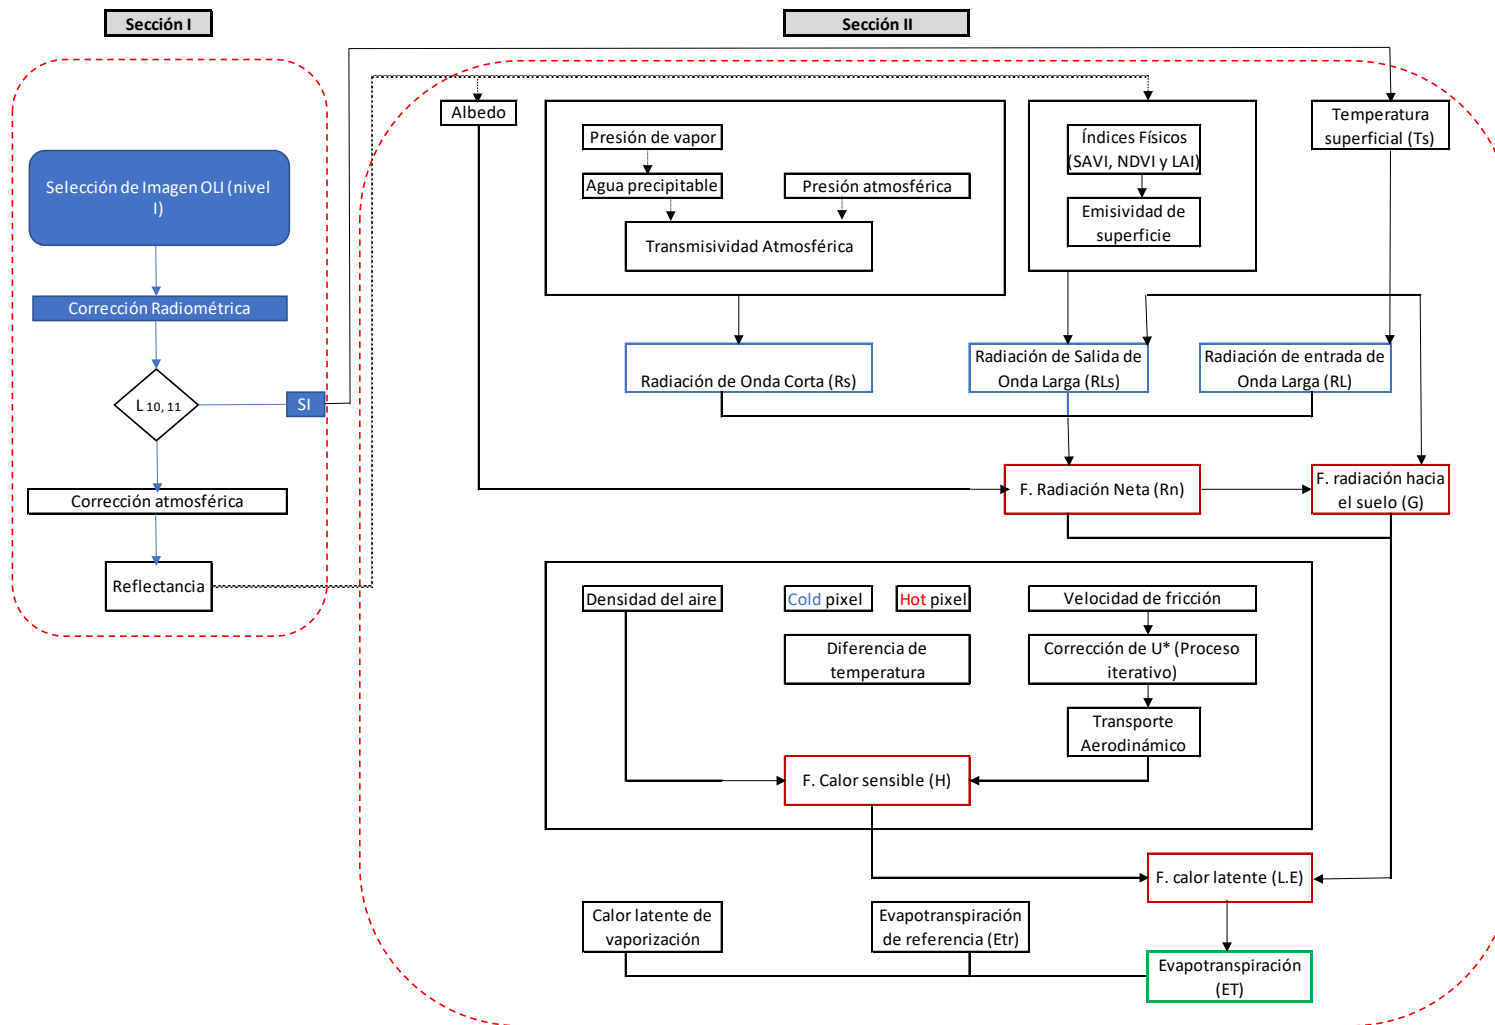 Sección I
Sección II
Selección de Imagen OLI (nivel
I)
Corrección Radiométrica
L 10, 11
SI
Corrección atmosférica
Reflectancia
Albedo
Presión de vapor
Agua precipitable
Presión atmosférica
Transmisividad Atmosférica
Índices Físicos
(SAVI, NDVI y LAI)
Emisividad de
superficie
Temperatura
superficial (Ts)
Radiación de Onda Corta (Rs)
Radiación de Salida de
Onda Larga (RLs)
Radiación de entrada de
Onda Larga (RL)
F. Radiación Neta (Rn)
F. radiación hacia
el suelo (G)
Densidad del aire
Cold pixel
Hot pixel
Velocidad de fricción
Diferencia de
temperatura
Corrección de U* (Proceso
iterativo)
Transporte
Aerodinámico
F. Calor sensible (H)
F. calor latente (L.E)
Calor latente de
vaporización
Evapotranspiración
de referencia (Etr)
Evapotranspiración
(ET)